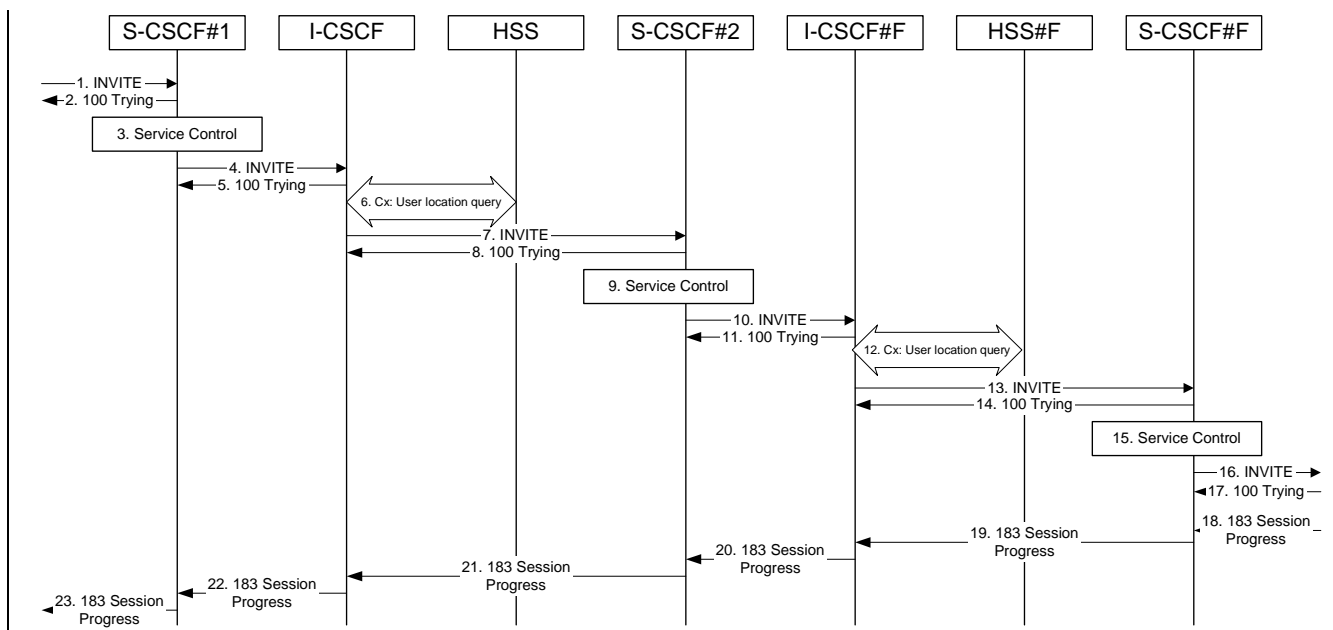 S-CSCF#1
I-CSCF
HSS
S-CSCF#2
I-CSCF#F
HSS#F
S-CSCF#F
1. INVITE
2. 100 Trying
3. Service Control
4. INVITE
5. 100 Trying
6. Cx: User location query
7. INVITE
8. 100 Trying
9. Service Control
10. INVITE
11. 100 Trying
12. Cx: User location query
13. INVITE
14. 100 Trying
15. Service Control
16. INVITE
17. 100 Trying
18. 183 Session
Progress
19. 183 Session
Progress
20. 183 Session
Progress
21. 183 Session
Progress
22. 183 Session
Progress
23. 183 Session
Progress